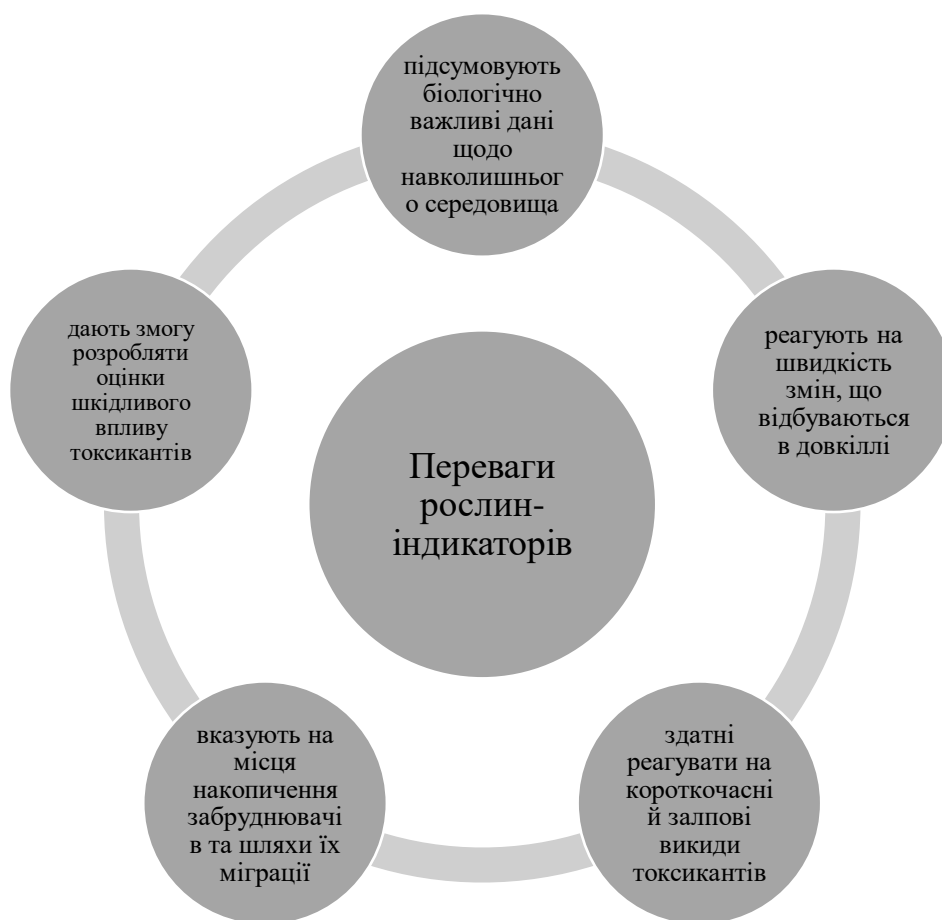 підсумовують
біологічно
важливі дані
щодо
навколишньог
о середовища
реагують на
швидкість
змін, що
відбуваються
в довкіллі
здатні
реагувати на
короткочасні
й залпові
викиди
токсикантів
вказують на
місця
накопичення
забруднювачі
в та шляхи їх
міграції
дають змогу
розробляти
оцінки
шкідливого
впливу
токсикантів
Переваги
рослин-
індикаторів